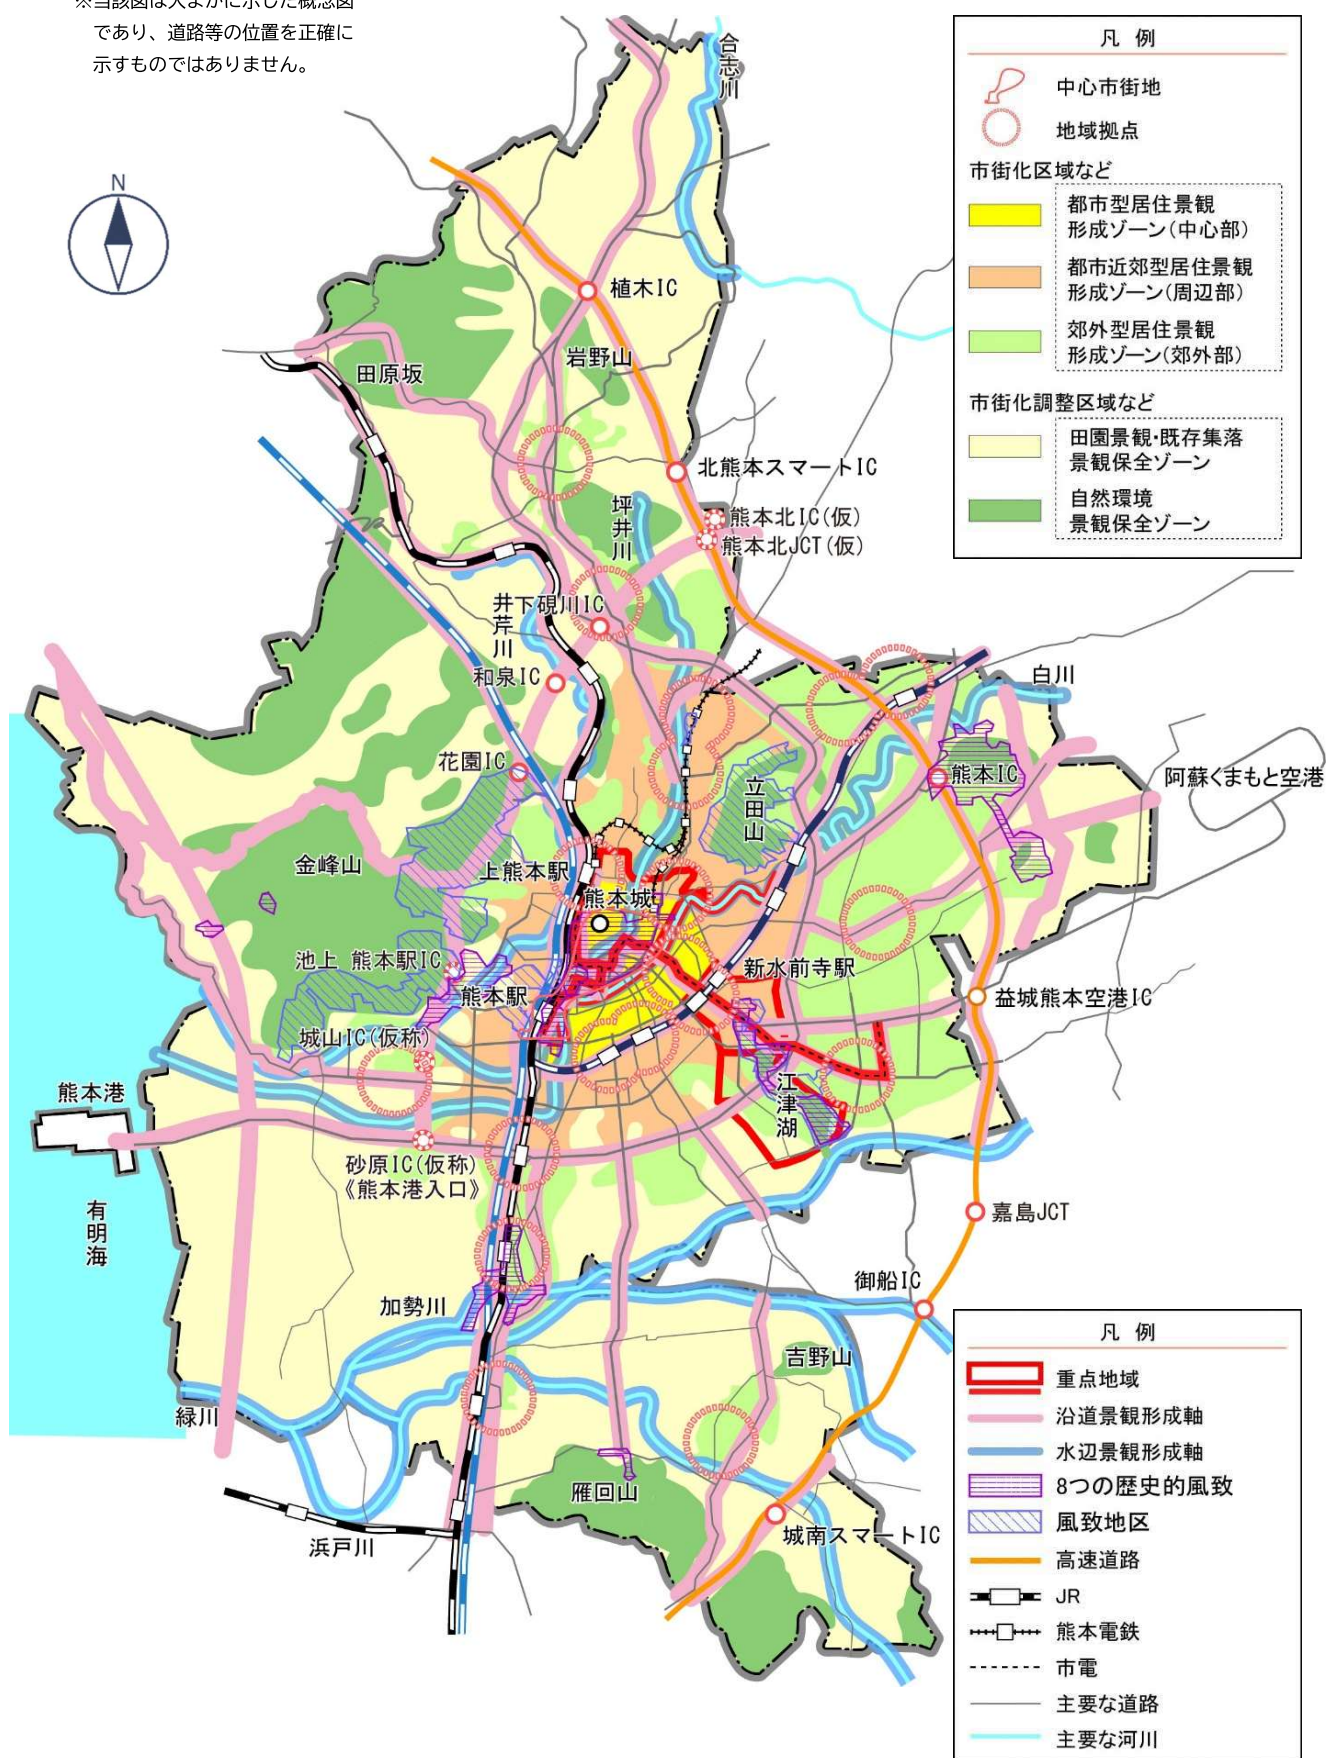 ※当該図は大まかに示した概念図
であり、道路等の位置を正確に
示すものではありません。
N
合志川
凡 例
中心市街地
地域拠点
市街化区域など
都市型居住景観
形成ゾーン(中心部)
都市近郊型居住景観
形成ゾーン(周辺部)
郊外型居住景観
形成ゾーン(郊外部)
市街化調整区域など
田園景観・既存集落
景観保全ゾーン
自然環境
景観保全ゾーン
植木IC
岩野山
田原坂
北熊本スマートIC
坪井川
熊本北IC(仮)
熊本北JCT(仮)
井芹川
下硯川IC
和泉IC
白川
花園IC
熊本IC
阿蘇くまもと空港
立田山
金峰山
上熊本駅
熊本城
池上 熊本駅IC
熊本駅
新水前寺駅
益城熊本空港IC
城山IC(仮称)
熊本港
江津湖
砂原IC(仮称)
《熊本港入口》
有明海
嘉島JCT
御船IC
加勢川
吉野山
緑川
雁回山
城南スマートIC
浜戸川
凡 例
重点地域
沿道景観形成軸
水辺景観形成軸
8つの歴史的風致
風致地区
高速道路
JR
熊本電鉄
市電
主要な道路
主要な河川